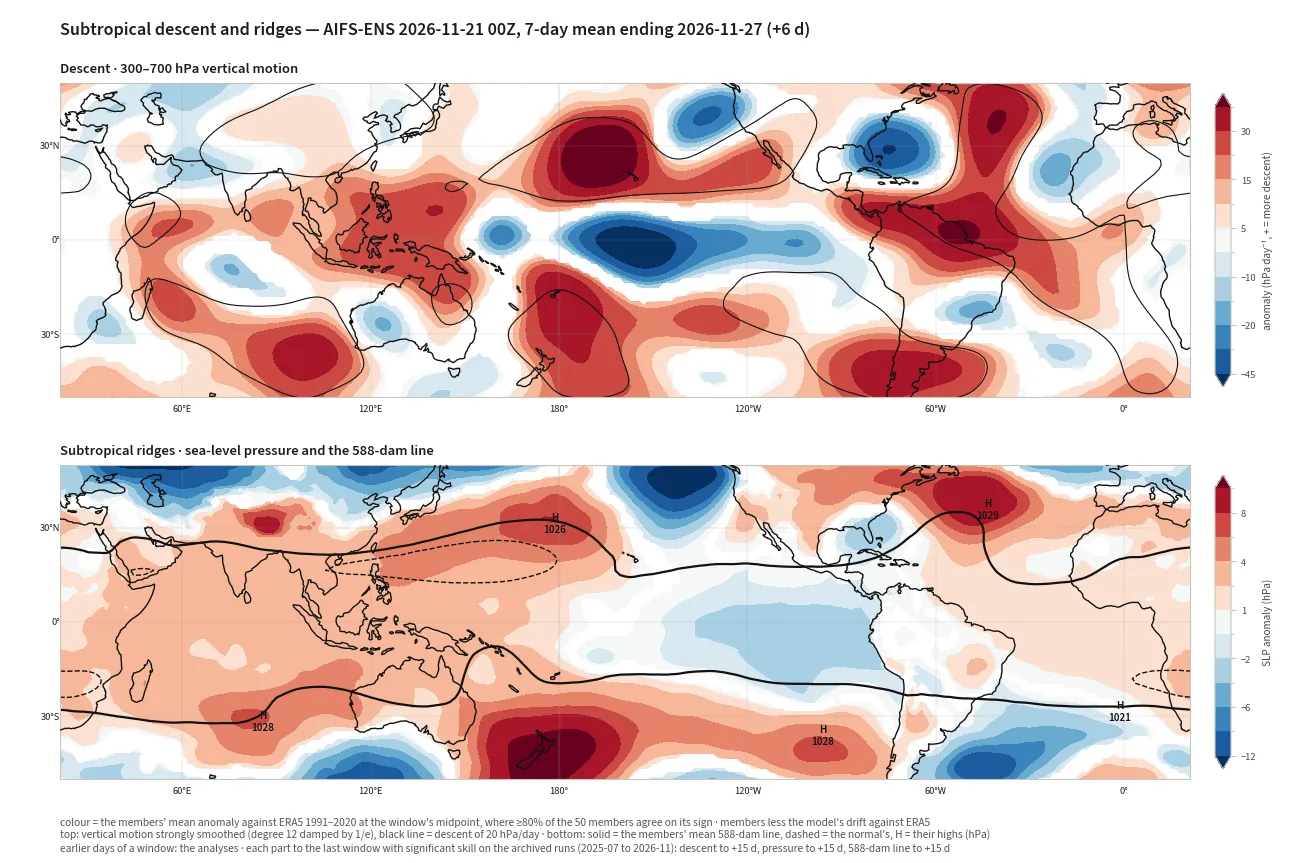 Subtropical descent and ridges — AIFS-ENS 2026-11-21 00Z, 7-day mean ending 2026-11-27 (+6 d)
Descent · 300–700 hPa vertical motion
30°N
0°
30°S
60°E
120°E
180°
120°W
60°W
0°
30
15
5
−10
−20
−45
anomaly (hPa day⁻¹, + = more descent)
Subtropical ridges · sea-level pressure and the 588-dam line
H
1026
H
1029
H
1028
H
1028
H
1021
30°N
0°
30°S
60°E
120°E
180°
120°W
60°W
0°
8
4
1
−2
−6
−12
SLP anomaly (hPa)
colour = the members' mean anomaly against ERA5 1991–2020 at the window's midpoint, where ≥80% of the 50 members agree on its sign · members less the model's drift against ERA5
top: vertical motion strongly smoothed (degree 12 damped by 1/e), black line = descent of 20 hPa/day · bottom: solid = the members' mean 588-dam line, dashed = the normal's, H = their highs (hPa)
earlier days of a window: the analyses · each part to the last window with significant skill on the archived runs (2025-07 to 2026-11): descent to +15 d, pressure to +15 d, 588-dam line to +15 d